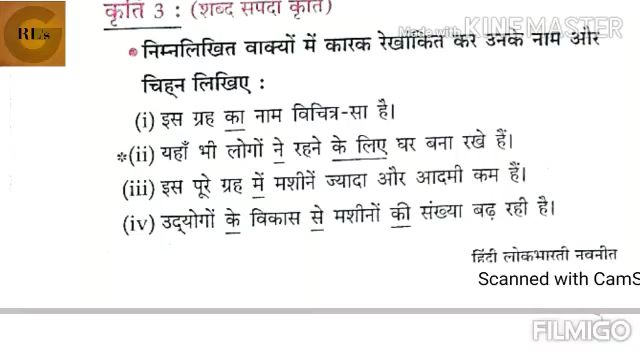 RL's
कृति 3 : (शब्द संपदा कृति)
Made with KINEMASTER
• निम्नलिखित वाक्यों में कारक रेखांकित कर उनके नाम और
चिह्न लिखिए :
(i) इस ग्रह का नाम विचित्र-सा है।
*(ii) यहाँ भी लोगों ने रहने के लिए घर बना रखे हैं।
(iii) इस पूरे ग्रह में मशीनें ज्यादा और आदमी कम हैं।
(iv) उद्योगों के विकास से मशीनों की संख्या बढ़ रही है।
हिंदी लोकभारती नवनीत
Scanned with CamS
FILMIGO